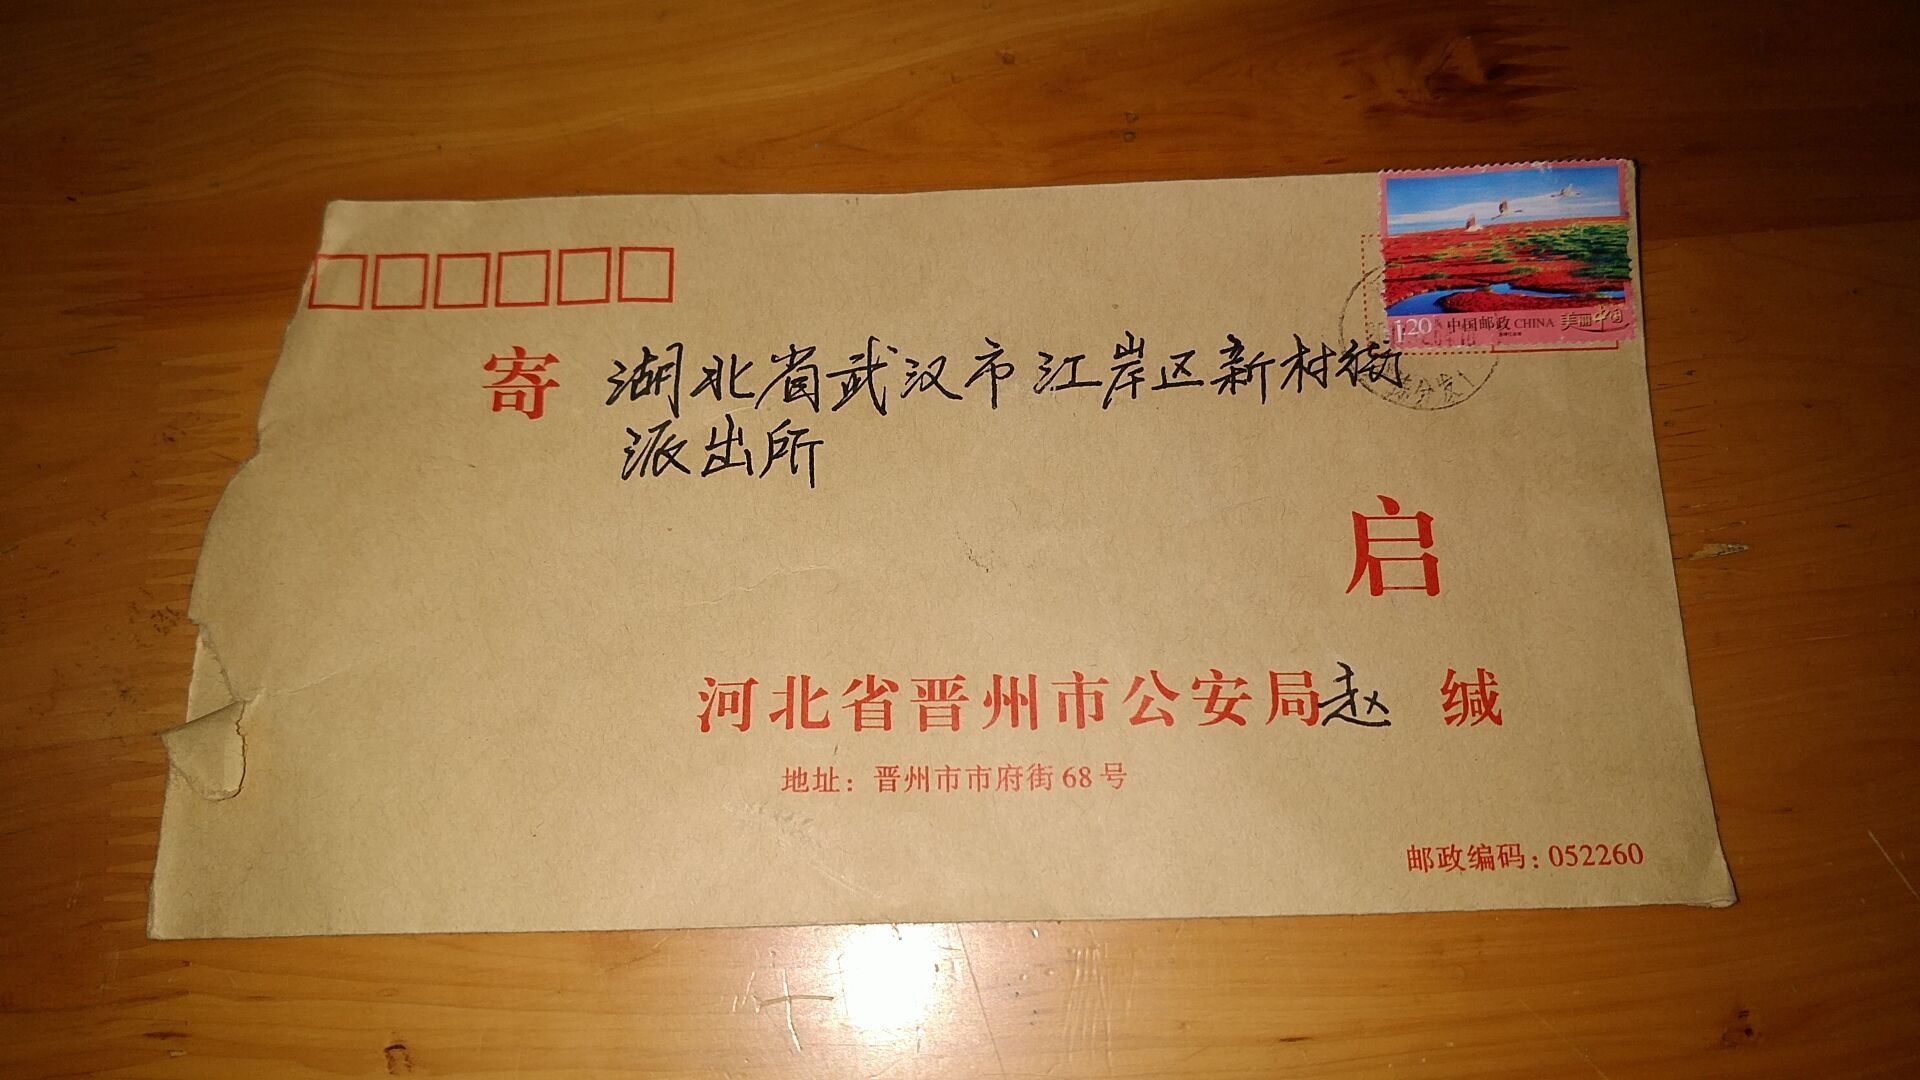 1.20 中国邮政 CHINA 美丽中国
寄 湖北省武汉市江岸区新村街
派出所
启
河北省晋州市公安局赵 缄
地址：晋州市市府街 68 号
邮政编码：052260